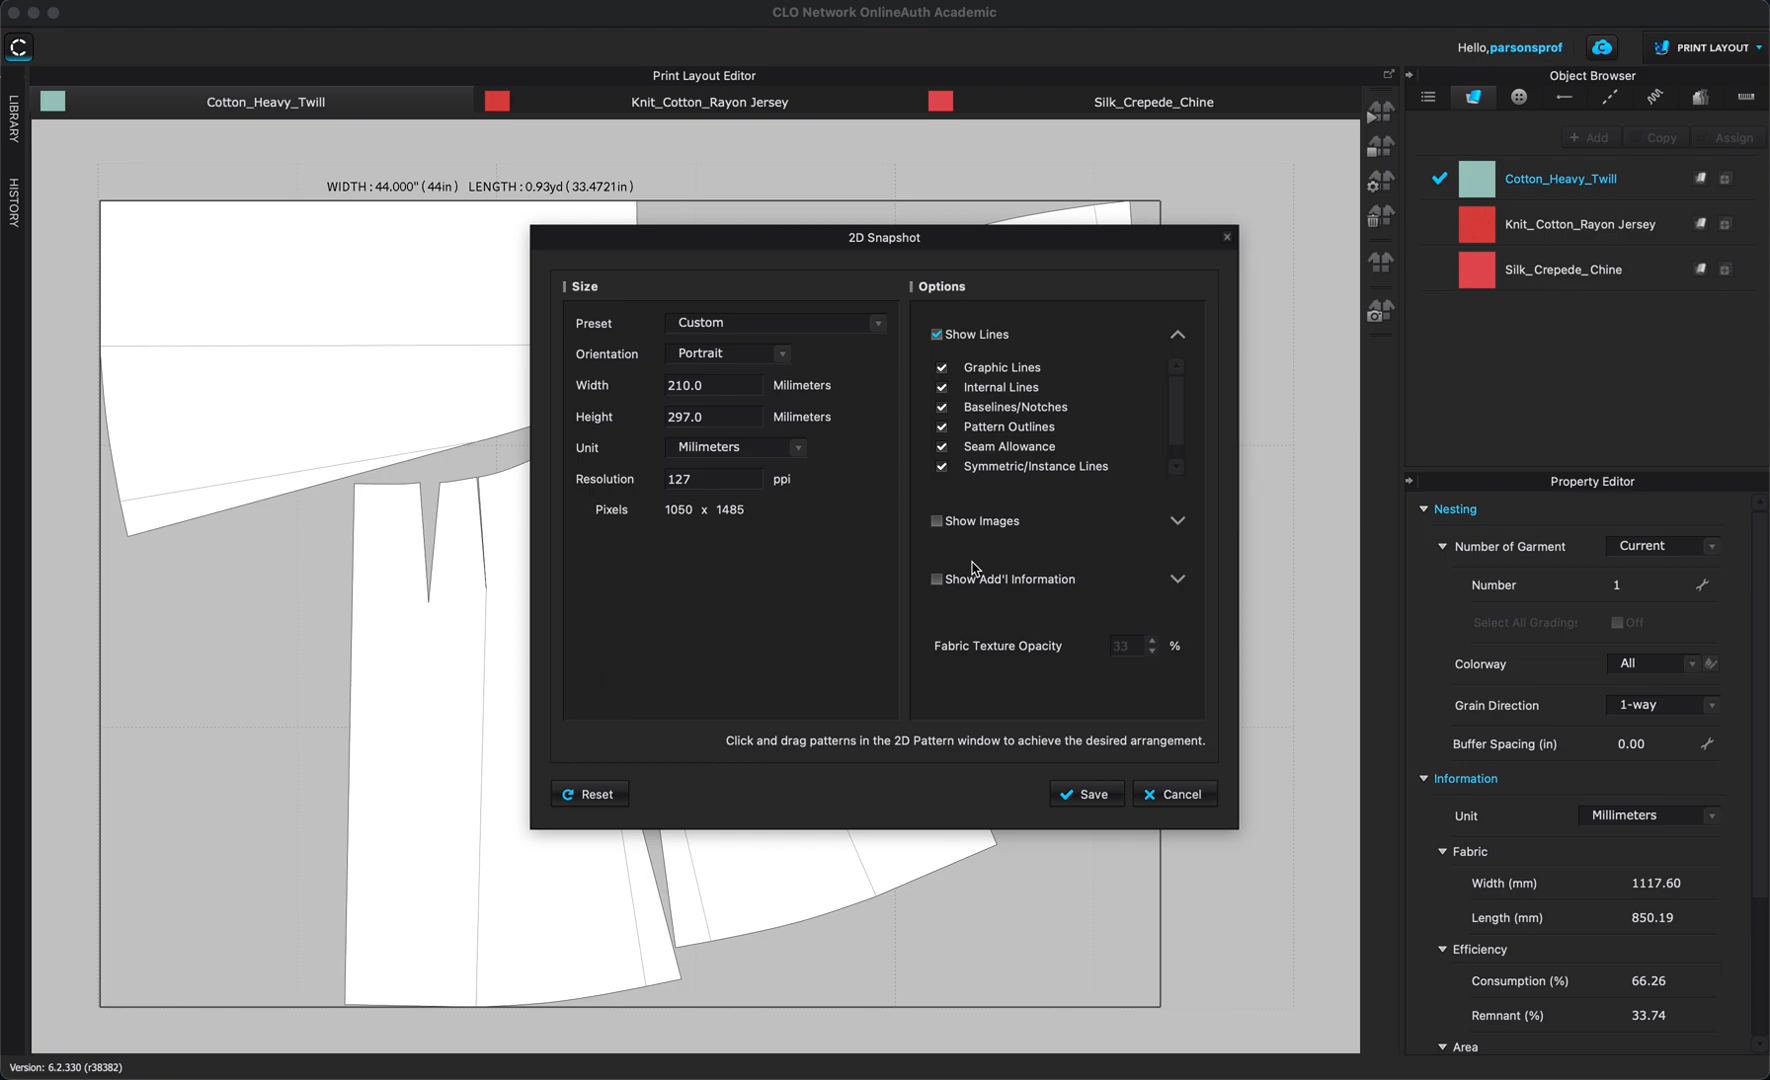 CLO Network OnlineAuth Academic
Hello,parsonsprof
PRINT LAYOUT
LIBRARY
HISTORY
Print Layout Editor
Cotton_Heavy_Twill
Knit_Cotton_Rayon Jersey
Silk_Crepede_Chine
WIDTH : 44.000" ( 44in ) LENGTH : 0.93yd ( 33.4721in )
2D Snapshot
Size
Preset Custom
Orientation Portrait
Width 210.0 Milimeters
Height 297.0 Milimeters
Unit Milimeters
Resolution 127 ppi
Pixels 1050 x 1485
Options
Show Lines
Graphic Lines
Internal Lines
Baselines/Notches
Pattern Outlines
Seam Allowance
Symmetric/Instance Lines
Show Images
Show Add'l Information
Fabric Texture Opacity 33 %
Click and drag patterns in the 2D Pattern window to achieve the desired arrangement.
Reset
Save
Cancel
Object Browser
+ Add Copy Assign
Cotton_Heavy_Twill
Knit_Cotton_Rayon Jersey
Silk_Crepede_Chine
Property Editor
Nesting
Number of Garment Current
Number 1
Select All Gradings Off
Colorway All
Grain Direction 1-way
Buffer Spacing (in) 0.00
Information
Unit Millimeters
Fabric
Width (mm) 1117.60
Length (mm) 850.19
Efficiency
Consumption (%) 66.26
Remnant (%) 33.74
Area
Version: 6.2.330 (r38382)